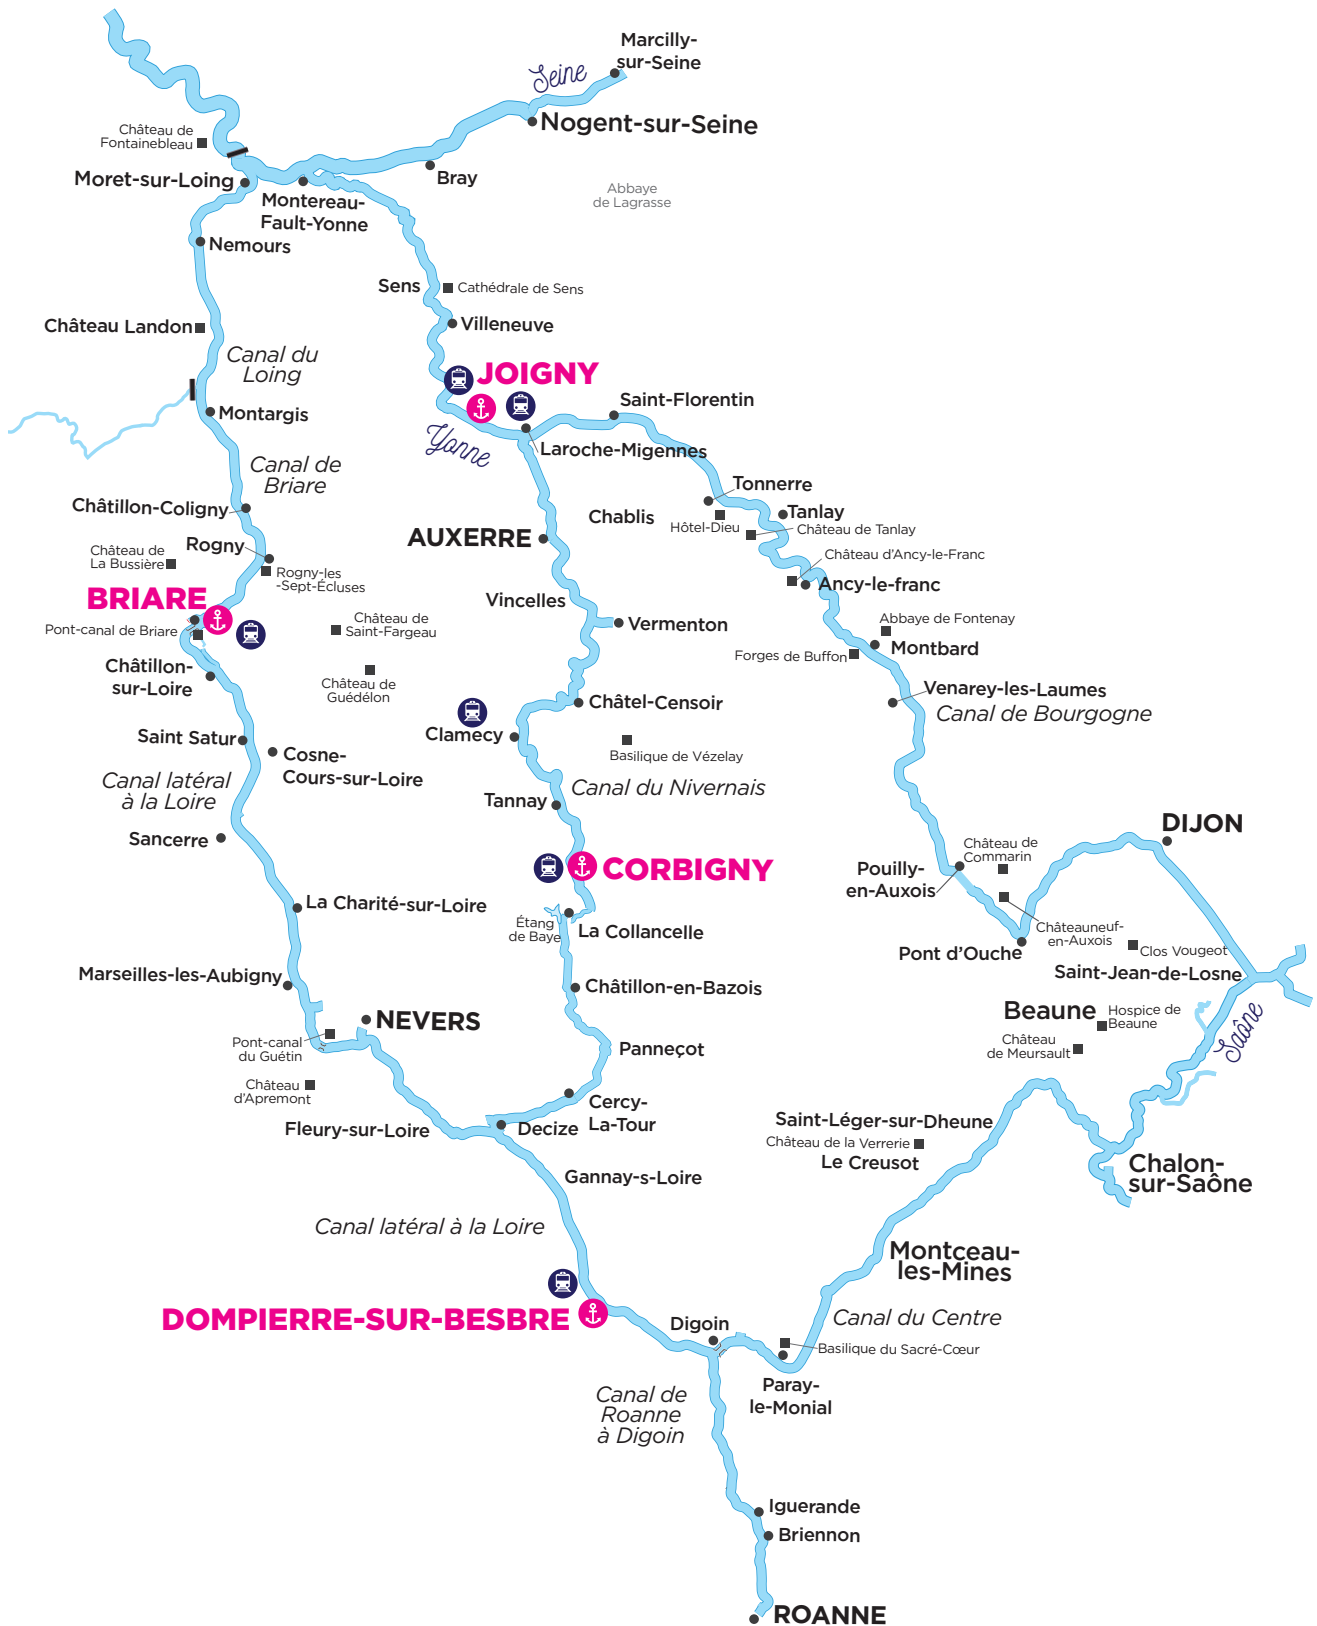 Marcilly-
sur-Seine
Seine
Nogent-sur-Seine
Château de
Fontainebleau
Moret-sur-Loing
Bray
Abbaye
de Lagrasse
Montereau-
Fault-Yonne
Nemours
Sens
Cathédrale de Sens
Château Landon
Villeneuve
Canal du
Loing
JOIGNY
Saint-Florentin
Montargis
Yonne
Laroche-Migennes
Canal de
Briare
Tonnerre
Châtillon-Coligny
Chablis
Hôtel-Dieu
Tanlay
Château de Tanlay
AUXERRE
Rogny
Château de
La Bussière
Château d'Ancy-le-Franc
Rogny-les
-Sept-Écluses
Ancy-le-franc
BRIARE
Vincelles
Pont-canal de Briare
Château de
Saint-Fargeau
Vermenton
Abbaye de Fontenay
Forges de Buffon
Montbard
Châtillon-
sur-Loire
Château de
Guédélon
Venarey-les-Laumes
Canal de Bourgogne
Châtel-Censoir
Clamecy
Saint Satur
Cosne-
Cours-sur-Loire
Basilique de Vézelay
Canal latéral
à la Loire
Canal du Nivernais
Tannay
Sancerre
DIJON
Château de
Commarin
CORBIGNY
Pouilly-
en-Auxois
La Charité-sur-Loire
Étang
de Baye
La Collancelle
Châteauneuf-
en-Auxois
Pont d'Ouche
Clos Vougeot
Saint-Jean-de-Losne
Marseilles-les-Aubigny
Châtillon-en-Bazois
NEVERS
Beaune
Hospice de
Beaune
Saône
Pont-canal
du Guétin
Panneçot
Château
de Meursault
Château
d'Apremont
Cercy-
La-Tour
Fleury-sur-Loire
Decize
Saint-Léger-sur-Dheune
Château de la Verrerie
Le Creusot
Chalon-
sur-Saône
Gannay-s-Loire
Canal latéral à la Loire
Montceau-
les-Mines
DOMPIERRE-SUR-BESBRE
Digoin
Canal du Centre
Basilique du Sacré-Cœur
Paray-
le-Monial
Canal de
Roanne
à Digoin
Iguerande
Briennon
ROANNE